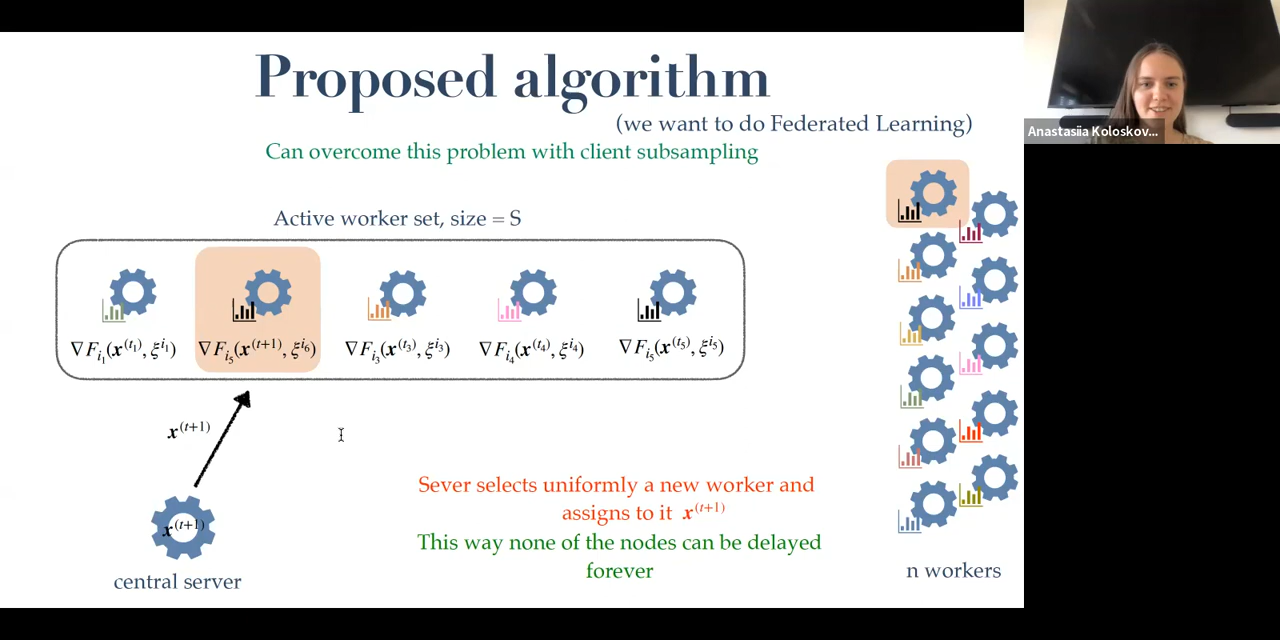 Proposed algorithm
(we want to do Federated Learning)
Can overcome this problem with client subsampling
Anastasiia Koloskov...
Active worker set, size = S
∇F_{i_1}(x^{(t_1)}, ξ^{i_1})
∇F_{i_5}(x^{(t+1)}, ξ^{i_6})
∇F_{i_3}(x^{(t_3)}, ξ^{i_3})
∇F_{i_4}(x^{(t_4)}, ξ^{i_4})
∇F_{i_5}(x^{(t_5)}, ξ^{i_5})
x^{(t+1)}
x^{(t+1)}
central server
Sever selects uniformly a new worker and
assigns to it x^{(t+1)}
This way none of the nodes can be delayed
forever
n workers